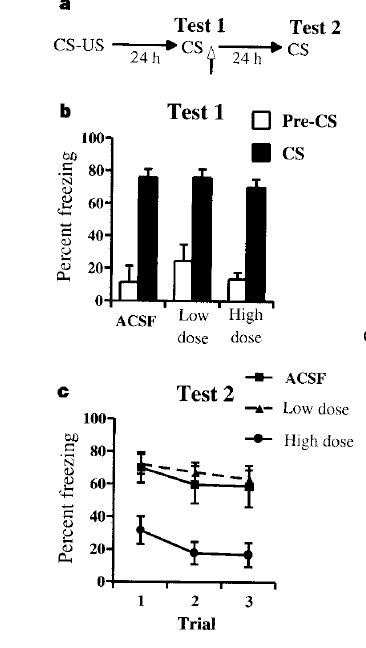 a
Test 1 Test 2
CS-US CS CS
24 h 24 h
b
Test 1
Pre-CS
CS
Percent freezing
100
80
60
40
20
0
ACSF Low dose High dose
c
Test 2
ACSF
Low dose
High dose
Percent freezing
100
80
60
40
20
0
1 2 3
Trial